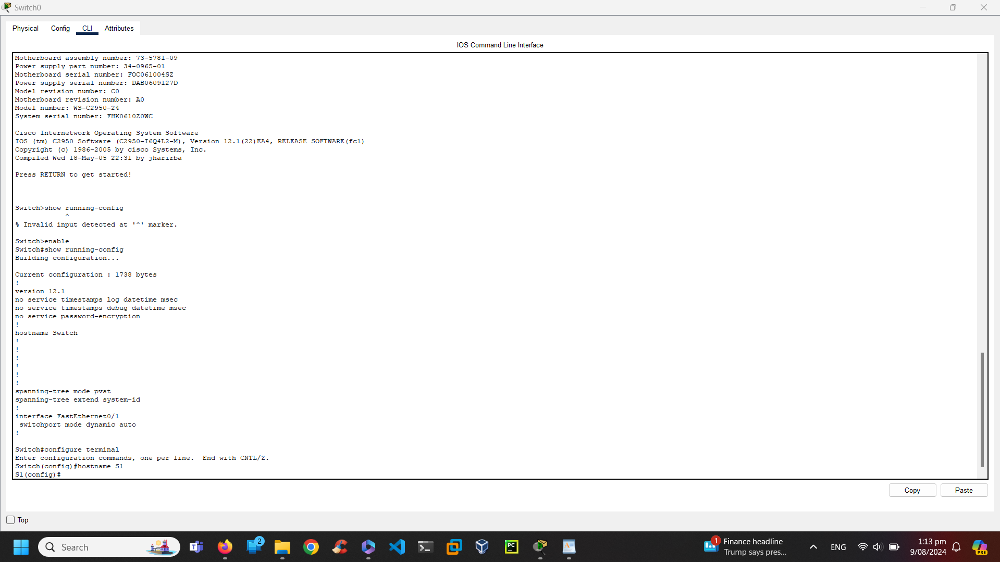 Switch0
Physical Config CLI Attributes
IOS Command Line Interface
Motherboard assembly number: 73-5781-09
Power supply part number: 34-0965-01
Motherboard serial number: FOC061004SZ
Power supply serial number: DAB0609127D
Model revision number: C0
Motherboard revision number: A0
Model number: WS-C2950-24
System serial number: FHK0610Z0WC
Cisco Internetwork Operating System Software
IOS (tm) C2950 Software (C2950-I6Q4L2-M), Version 12.1(22)EA4, RELEASE SOFTWARE(fc1)
Copyright (c) 1986-2005 by cisco Systems, Inc.
Compiled Wed 18-May-05 22:31 by jharirba
Press RETURN to get started!
Switch>show running-config
^
% Invalid input detected at '^' marker.
Switch>enable
Switch#show running-config
Building configuration...
Current configuration : 1738 bytes
!
version 12.1
no service timestamps log datetime msec
no service timestamps debug datetime msec
no service password-encryption
!
hostname Switch
!
!
!
!
!
!
spanning-tree mode pvst
spanning-tree extend system-id
!
interface FastEthernet0/1
switchport mode dynamic auto
!
Switch#configure terminal
Enter configuration commands, one per line. End with CNTL/Z.
Switch(config)#hostname S1
S1(config)#
Copy Paste
Top
Search
2
PC
1
Finance headline
Trump says pres...
ENG
1:13 pm
9/08/2024
PRE